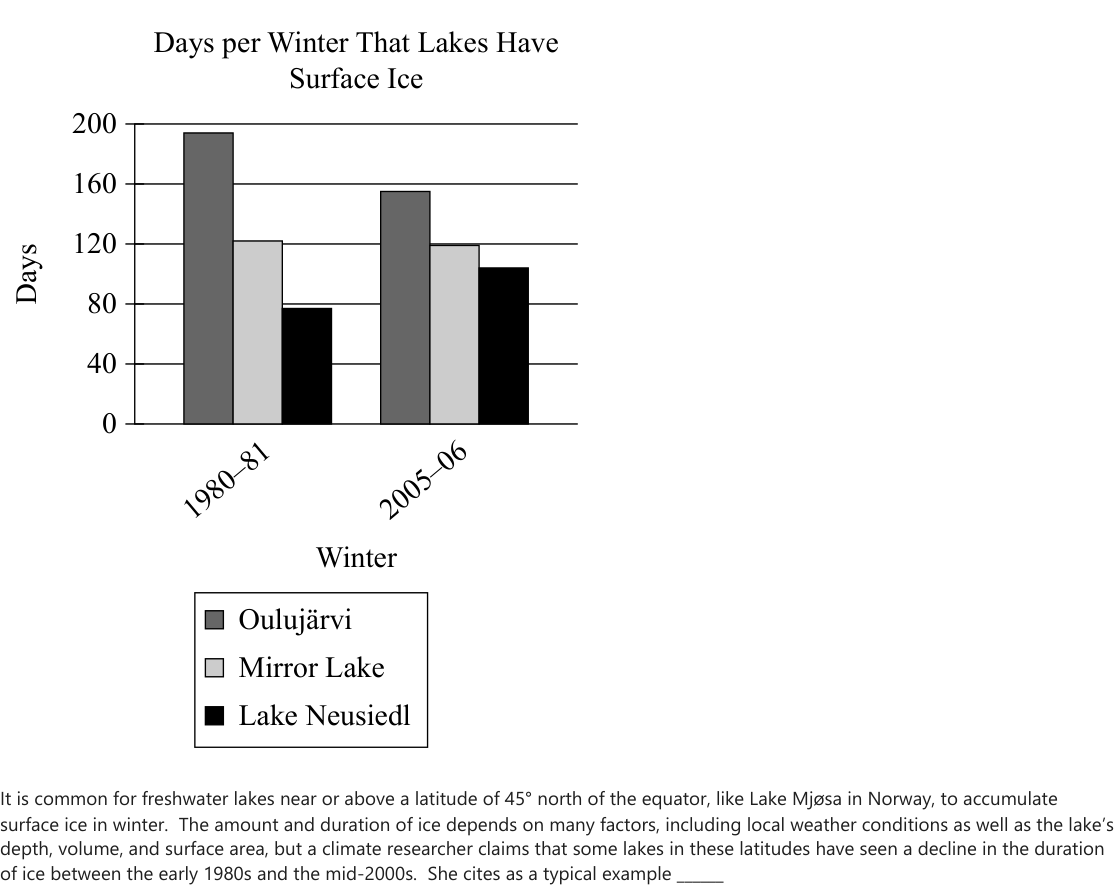 Days per Winter That Lakes Have
Surface Ice
200
160
120
80
40
0
Days
1980–81
2005–06
Winter
Oulujärvi
Mirror Lake
Lake Neusiedl
It is common for freshwater lakes near or above a latitude of 45° north of the equator, like Lake Mjøsa in Norway, to accumulate
surface ice in winter.  The amount and duration of ice depends on many factors, including local weather conditions as well as the lake’s
depth, volume, and surface area, but a climate researcher claims that some lakes in these latitudes have seen a decline in the duration
of ice between the early 1980s and the mid-2000s.  She cites as a typical example _____